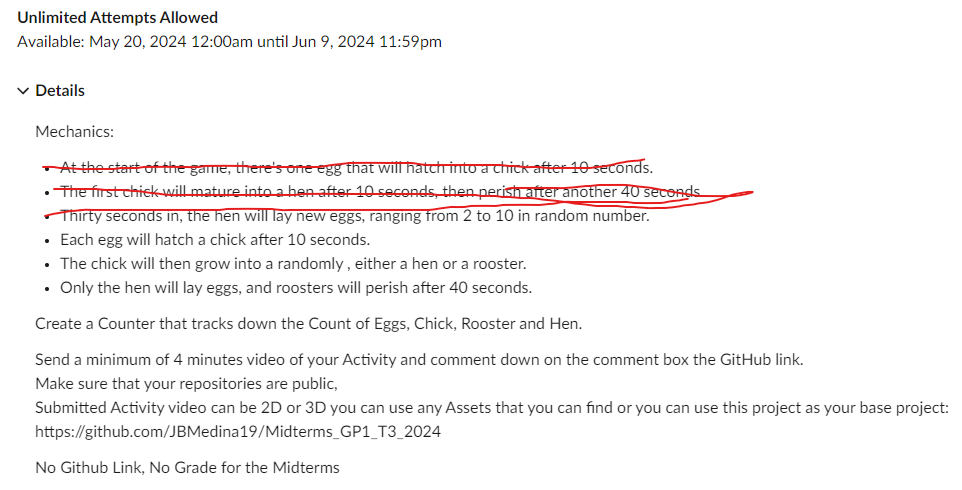 Unlimited Attempts Allowed
Available: May 20, 2024 12:00am until Jun 9, 2024 11:59pm
Details
Mechanics:
• At the start of the game, there's one egg that will hatch into a chick after 10 seconds.
• The first chick will mature into a hen after 10 seconds, then perish after another 40 seconds
• Thirty seconds in, the hen will lay new eggs, ranging from 2 to 10 in random number.
• Each egg will hatch a chick after 10 seconds.
• The chick will then grow into a randomly , either a hen or a rooster.
• Only the hen will lay eggs, and roosters will perish after 40 seconds.
Create a Counter that tracks down the Count of Eggs, Chick, Rooster and Hen.
Send a minimum of 4 minutes video of your Activity and comment down on the comment box the GitHub link.
Make sure that your repositories are public,
Submitted Activity video can be 2D or 3D you can use any Assets that you can find or you can use this project as your base project:
https://github.com/JBMedina19/Midterms_GP1_T3_2024
No Github Link, No Grade for the Midterms